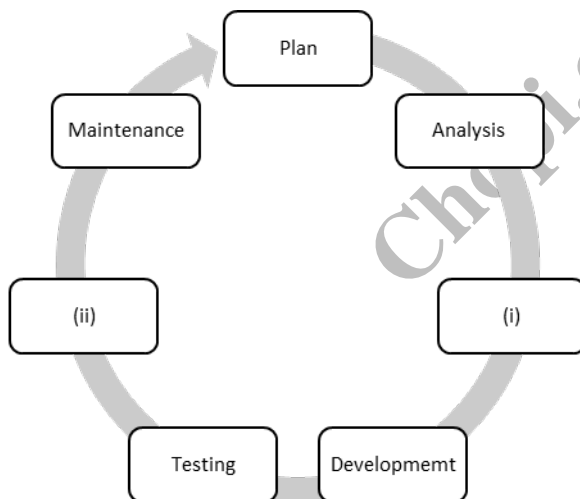 Plan
Analysis
(i)
Developmemt
Testing
(ii)
Maintenance